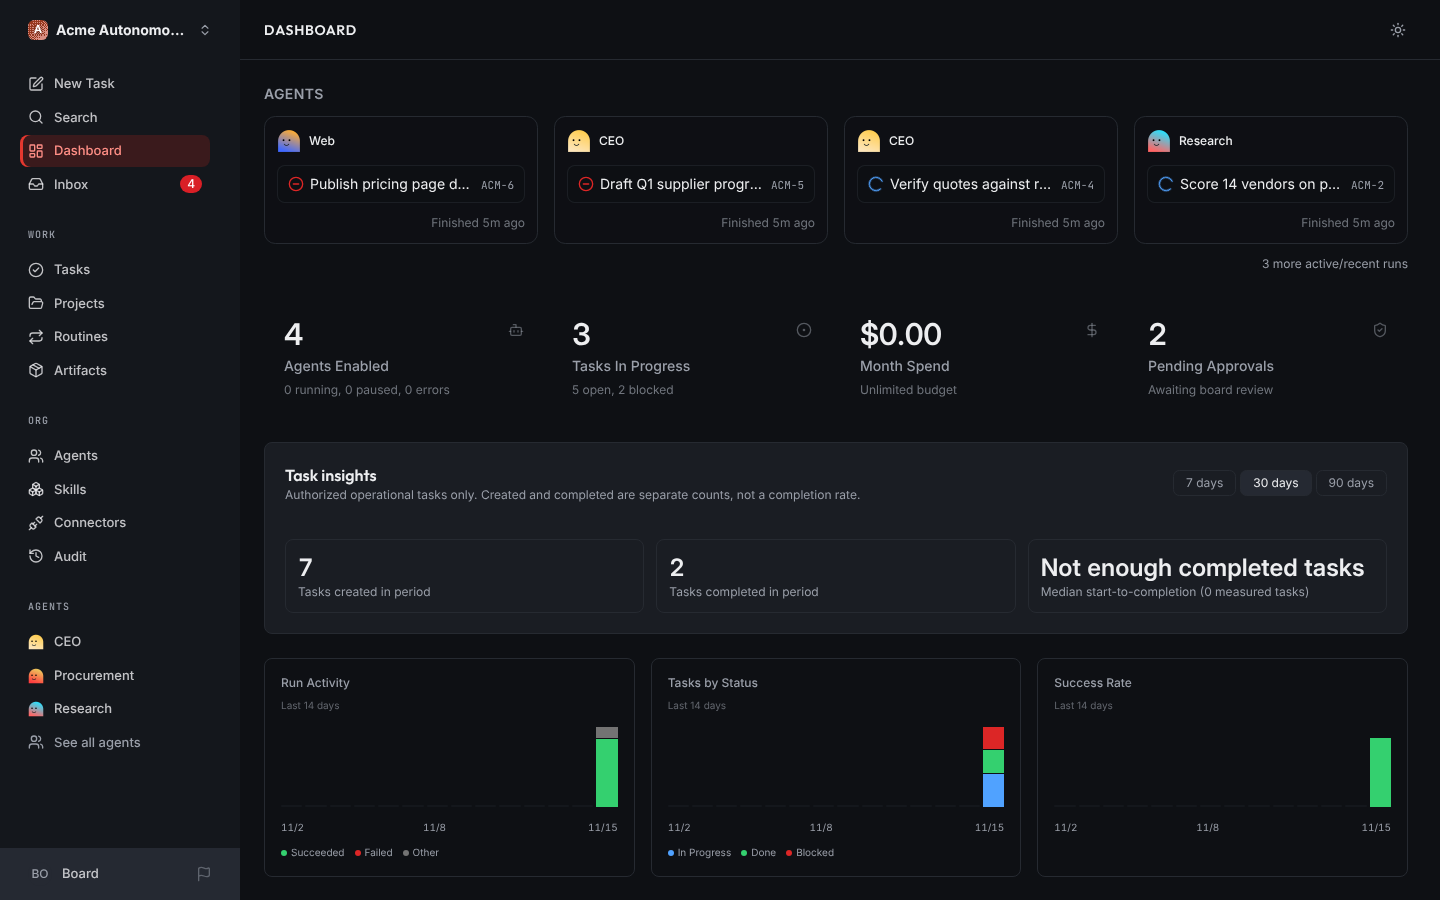 A Acme Autonomo...
New Task
Search
Dashboard
Inbox 4
WORK
Tasks
Projects
Routines
Artifacts
ORG
Agents
Skills
Connectors
Audit
AGENTS
CEO
Procurement
Research
See all agents
BO Board
DASHBOARD
AGENTS
Web
Publish pricing page d... ACM-6
Finished 5m ago
CEO
Draft Q1 supplier progr... ACM-5
Finished 5m ago
CEO
Verify quotes against r... ACM-4
Finished 5m ago
Research
Score 14 vendors on p... ACM-2
Finished 5m ago
3 more active/recent runs
4
Agents Enabled
0 running, 0 paused, 0 errors
3
Tasks In Progress
5 open, 2 blocked
$0.00
Month Spend
Unlimited budget
2
Pending Approvals
Awaiting board review
Task insights
Authorized operational tasks only. Created and completed are separate counts, not a completion rate.
7 days 30 days 90 days
7
Tasks created in period
2
Tasks completed in period
Not enough completed tasks
Median start-to-completion (0 measured tasks)
Run Activity
Last 14 days
11/2 11/8 11/15
Succeeded Failed Other
Tasks by Status
Last 14 days
11/2 11/8 11/15
In Progress Done Blocked
Success Rate
Last 14 days
11/2 11/8 11/15